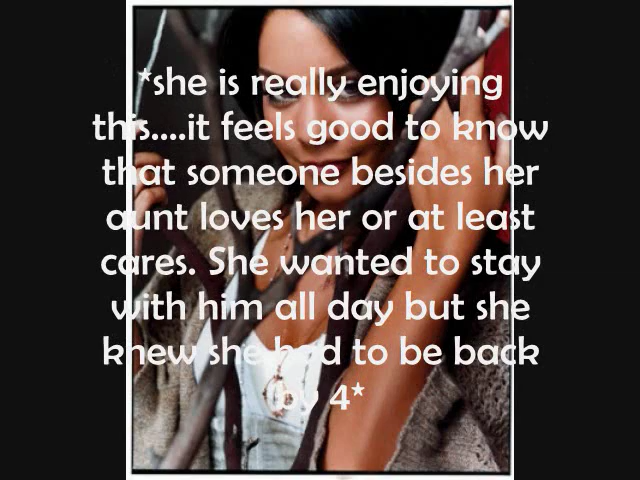 *she is really enjoying
this....it feels good to know
that someone besides her
aunt loves her or at least
cares. She wanted to stay
with him all day but she
knew she had to be back
by 4*